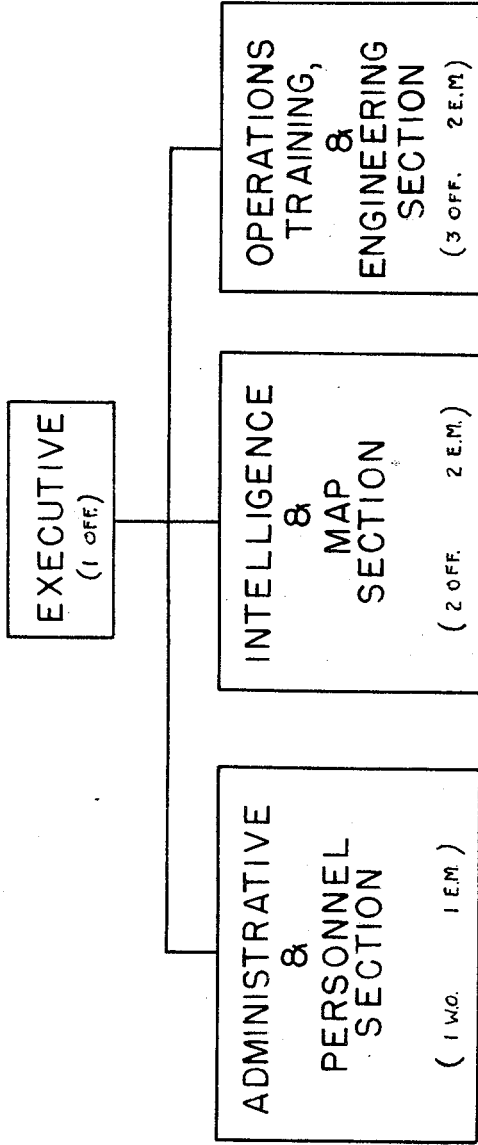 EXECUTIVE
(1 OFF.)
ADMINISTRATIVE
&
PERSONNEL
SECTION
(1 W.O. 1 E.M.)
INTELLIGENCE
&
MAP
SECTION
(2 OFF. 2 E.M.)
OPERATIONS
TRAINING,
&
ENGINEERING
SECTION
(3 OFF. 2 E.M.)